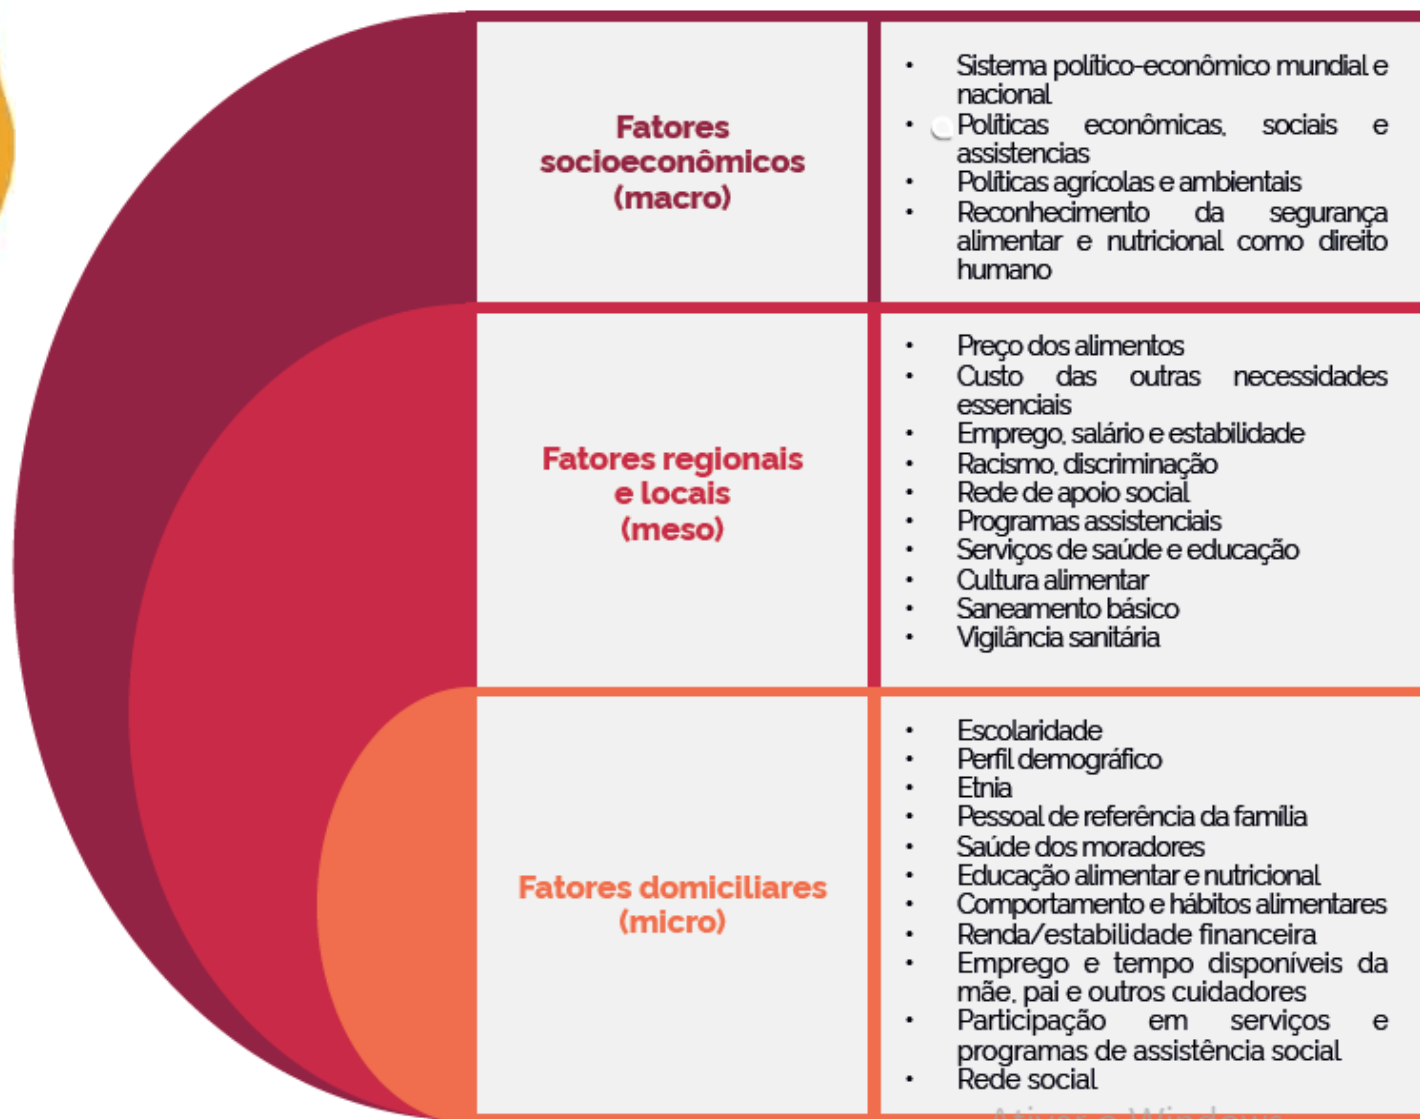 Fatores
socioeconômicos
(macro)
• Sistema político-econômico mundial e
nacional
• Políticas econômicas, sociais e
assistencias
• Políticas agrícolas e ambientais
• Reconhecimento da segurança
alimentar e nutricional como direito
humano
Fatores regionais
e locais
(meso)
• Preço dos alimentos
• Custo das outras necessidades
essenciais
• Emprego, salário e estabilidade
• Racismo, discriminação
• Rede de apoio social
• Programas assistenciais
• Serviços de saúde e educação
• Cultura alimentar
• Saneamento básico
• Vigilância sanitária
Fatores domiciliares
(micro)
• Escolaridade
• Perfil demográfico
• Etnia
• Pessoal de referência da família
• Saúde dos moradores
• Educação alimentar e nutricional
• Comportamento e hábitos alimentares
• Renda/estabilidade financeira
• Emprego e tempo disponíveis da
mãe, pai e outros cuidadores
• Participação em serviços e
programas de assistência social
• Rede social
Ativar o Windows